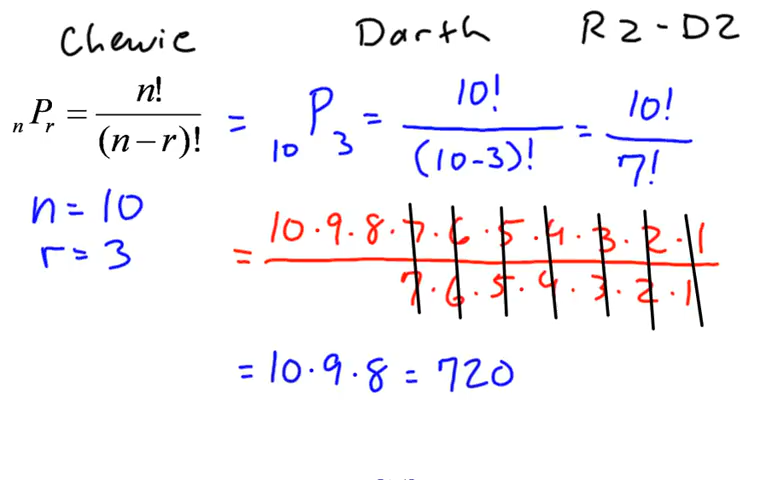 Chewie Darth R2-D2
nPr = n!/(n-r)! = 10P3 = 10!/(10-3)! = 10!/7!
n = 10
r = 3
= 10·9·8·7·6·5·4·3·2·1 / 7·6·5·4·3·2·1
= 10·9·8 = 720